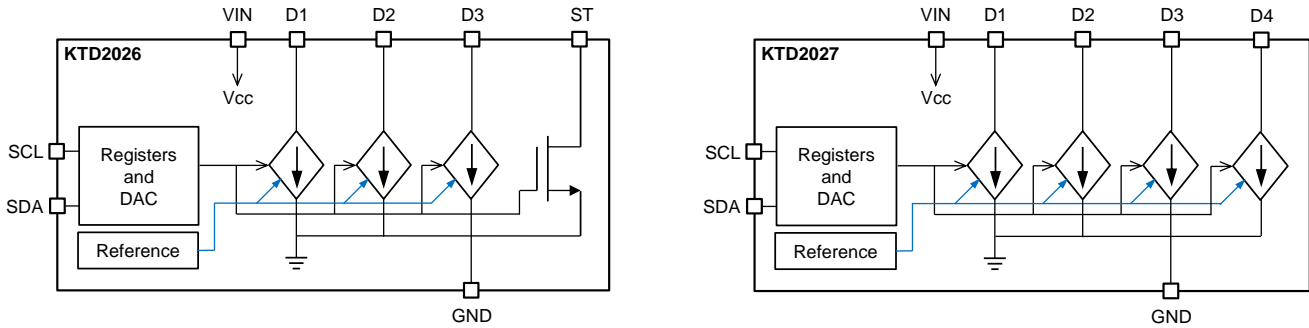 VIN D1 D2 D3 ST
KTD2026
Vcc
SCL
Registers
and
DAC
SDA
Reference
GND
VIN D1 D2 D3 D4
KTD2027
Vcc
SCL
Registers
and
DAC
SDA
Reference
GND